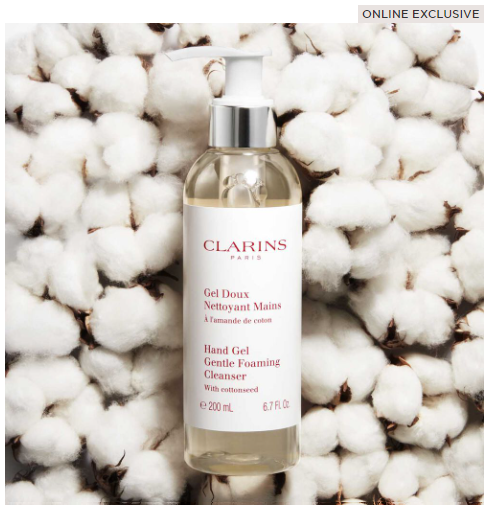 ONLINE EXCLUSIVE
CLARINS
PARIS
Gel Doux
Nettoyant Mains
À l'amande de coton
Hand Gel
Gentle Foaming
Cleanser
With cottonseed
℮ 200 mL 6.7 Fl. Oz